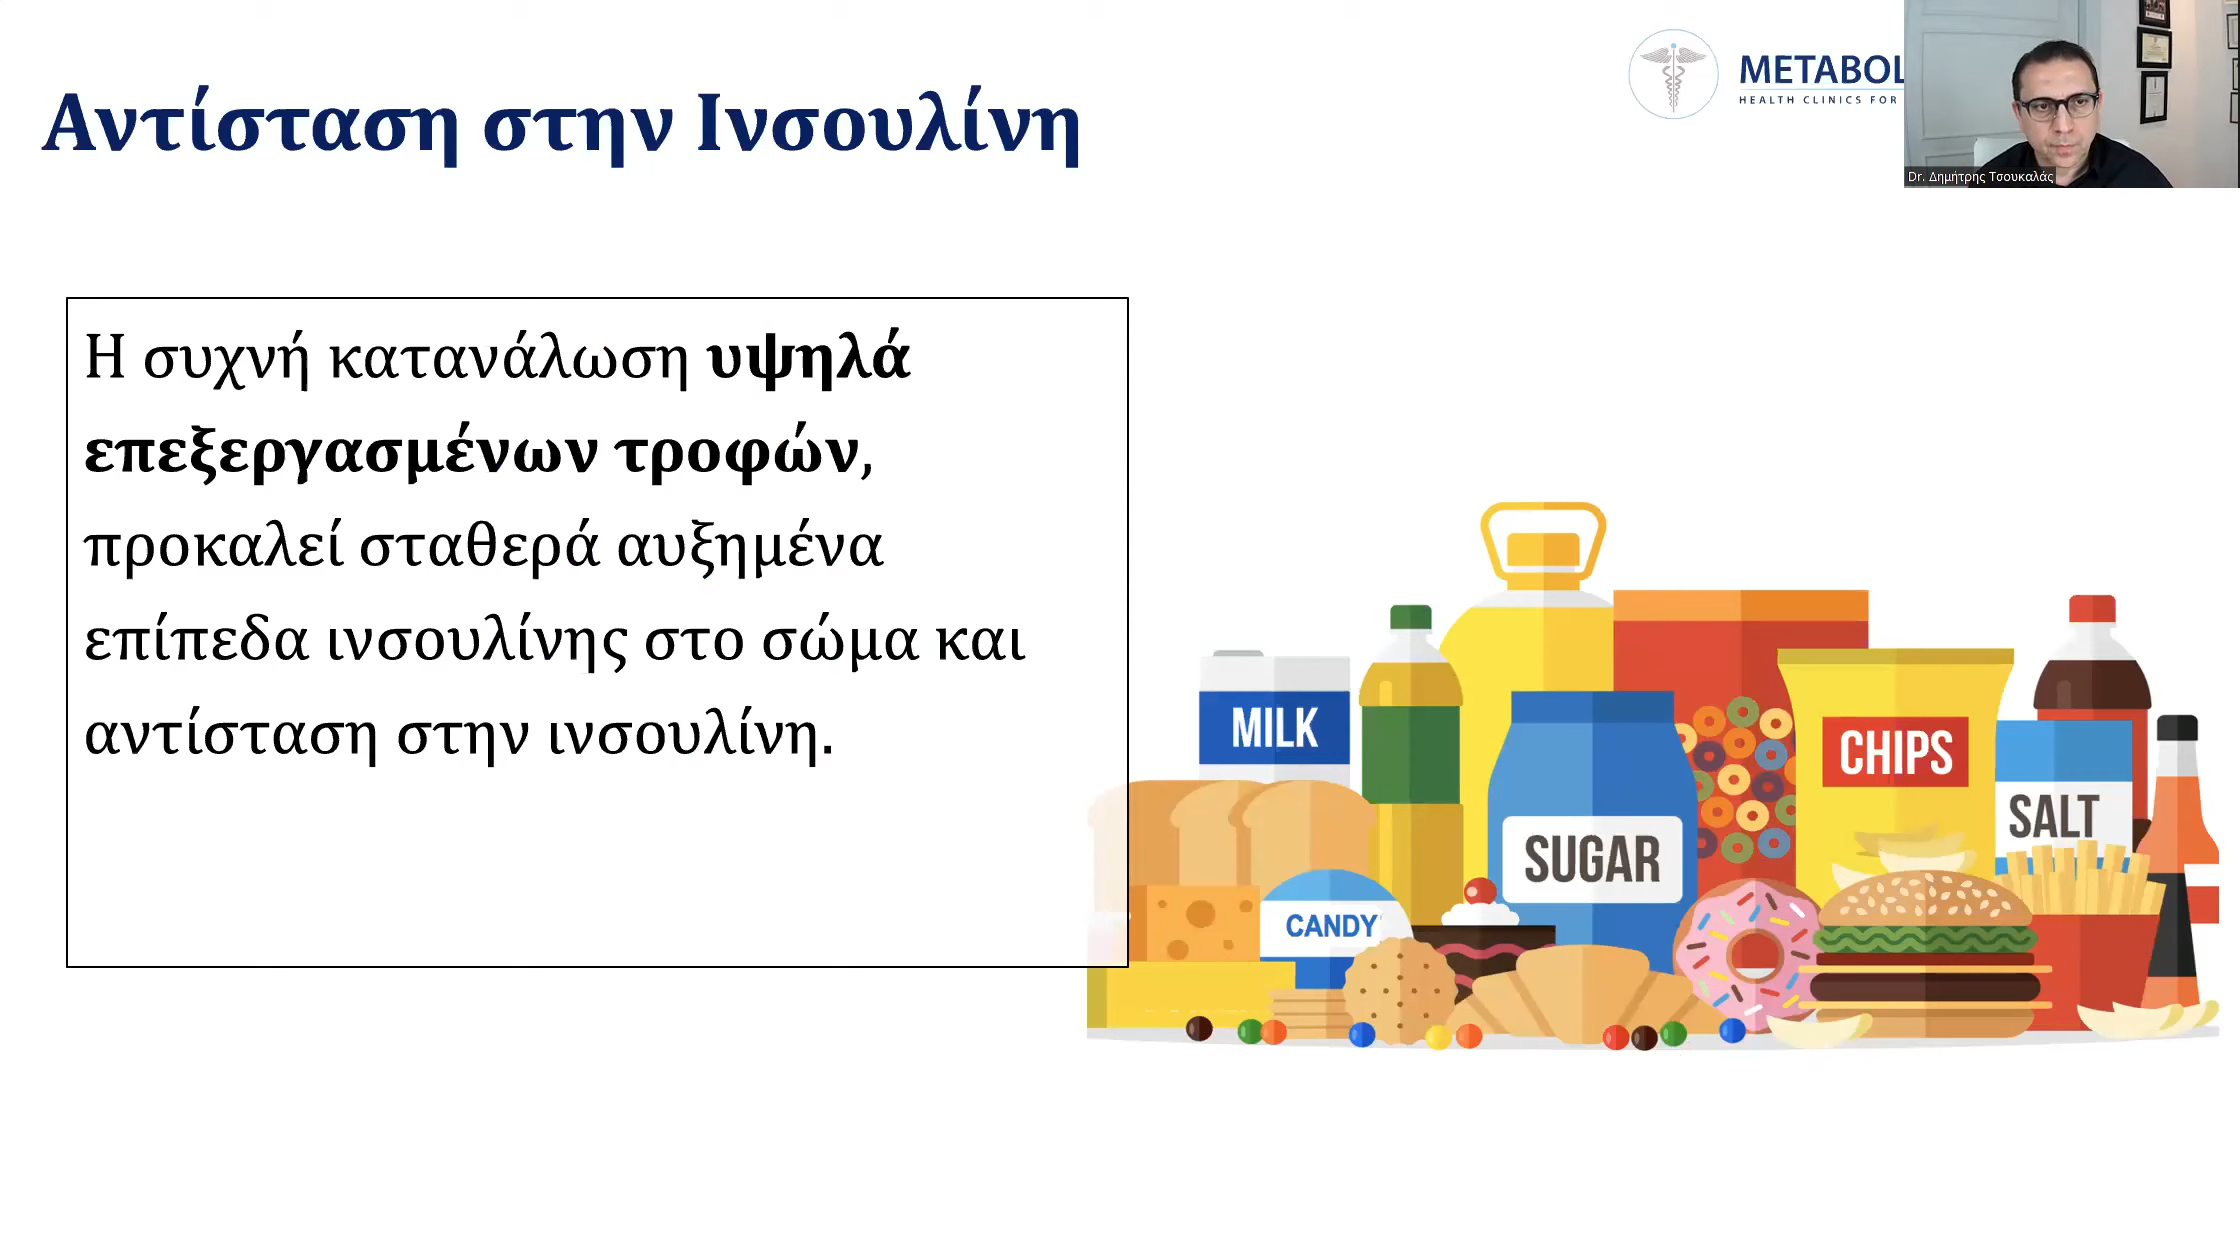 Αντίσταση στην Ινσουλίνη
METABOL
HEALTH CLINICS FOR
Dr. Δημήτρης Τσουκαλάς
Η συχνή κατανάλωση υψηλά
επεξεργασμένων τροφών,
προκαλεί σταθερά αυξημένα
επίπεδα ινσουλίνης στο σώμα και
αντίσταση στην ινσουλίνη.
MILK
CHIPS
SALT
SUGAR
CANDY